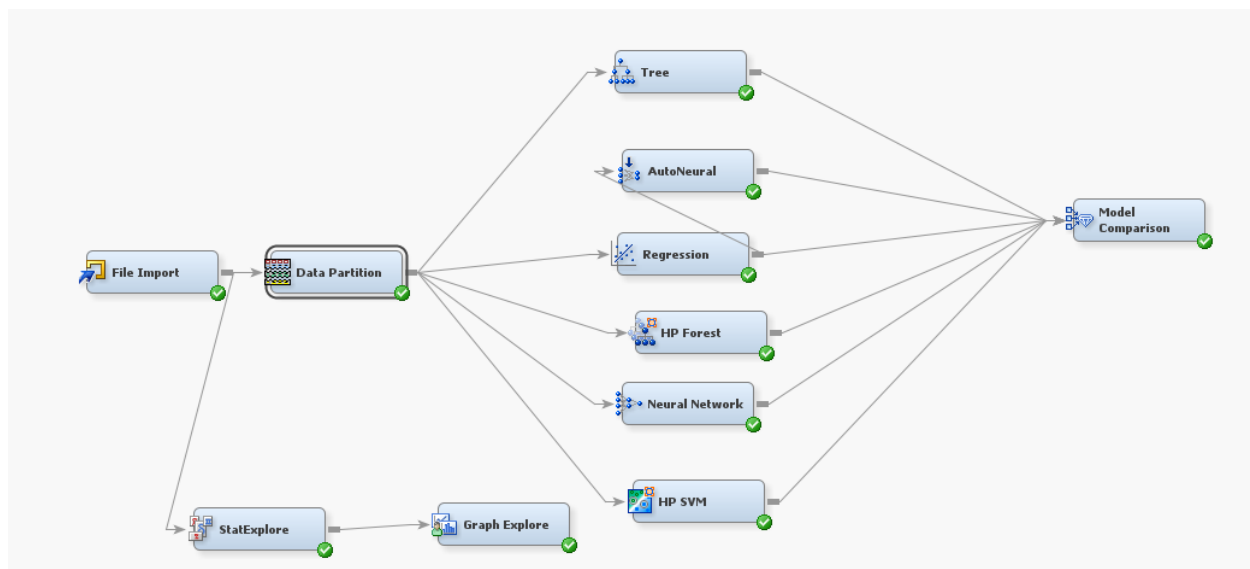 Tree
AutoNeural
Model
Comparison
Regression
File Import
Data Partition
HP Forest
Neural Network
HP SVM
StatExplore
Graph Explore